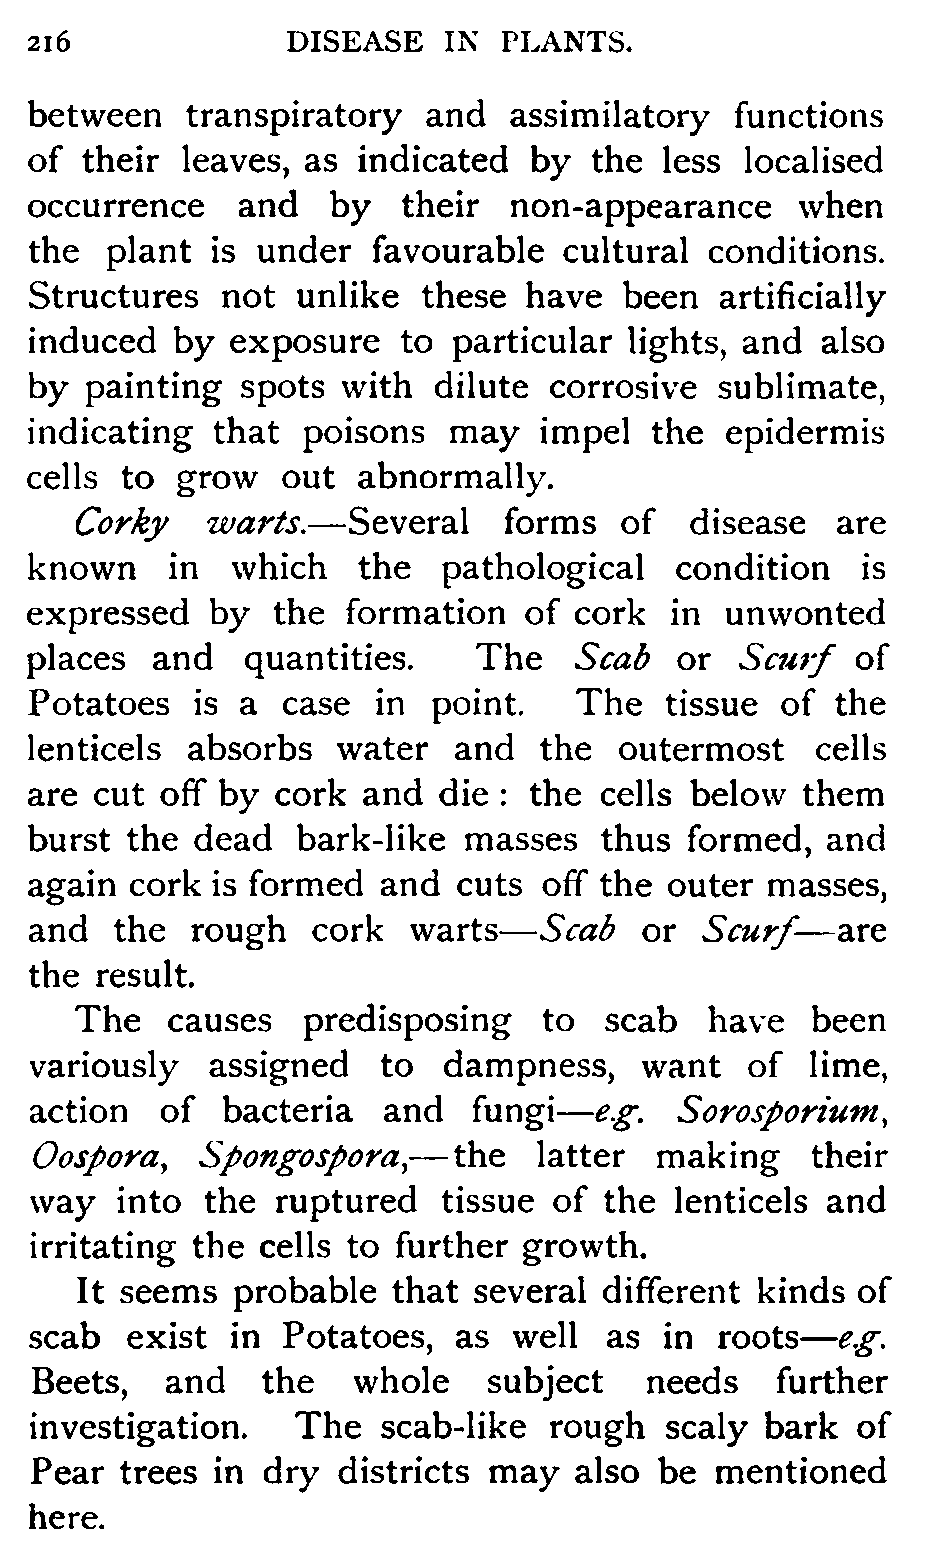 216 DISEASE IN PLANTS.
between transpiratory and assimilatory functions
of their leaves, as indicated by the less localised
occurrence and by their non-appearance when
the plant is under favourable cultural conditions.
Structures not unlike these have been artificially
induced by exposure to particular lights, and also
by painting spots with dilute corrosive sublimate,
indicating that poisons may impel the epidermis
cells to grow out abnormally.
Corky warts.—Several forms of disease are
known in which the pathological condition is
expressed by the formation of cork in unwonted
places and quantities. The Scab or Scurf of
Potatoes is a case in point. The tissue of the
lenticels absorbs water and the outermost cells
are cut off by cork and die : the cells below them
burst the dead bark-like masses thus formed, and
again cork is formed and cuts off the outer masses,
and the rough cork warts—Scab or Scurf—are
the result.
The causes predisposing to scab have been
variously assigned to dampness, want of lime,
action of bacteria and fungi—e.g. Sorosporium,
Oospora, Spongospora,—the latter making their
way into the ruptured tissue of the lenticels and
irritating the cells to further growth.
It seems probable that several different kinds of
scab exist in Potatoes, as well as in roots—e.g.
Beets, and the whole subject needs further
investigation. The scab-like rough scaly bark of
Pear trees in dry districts may also be mentioned
here.